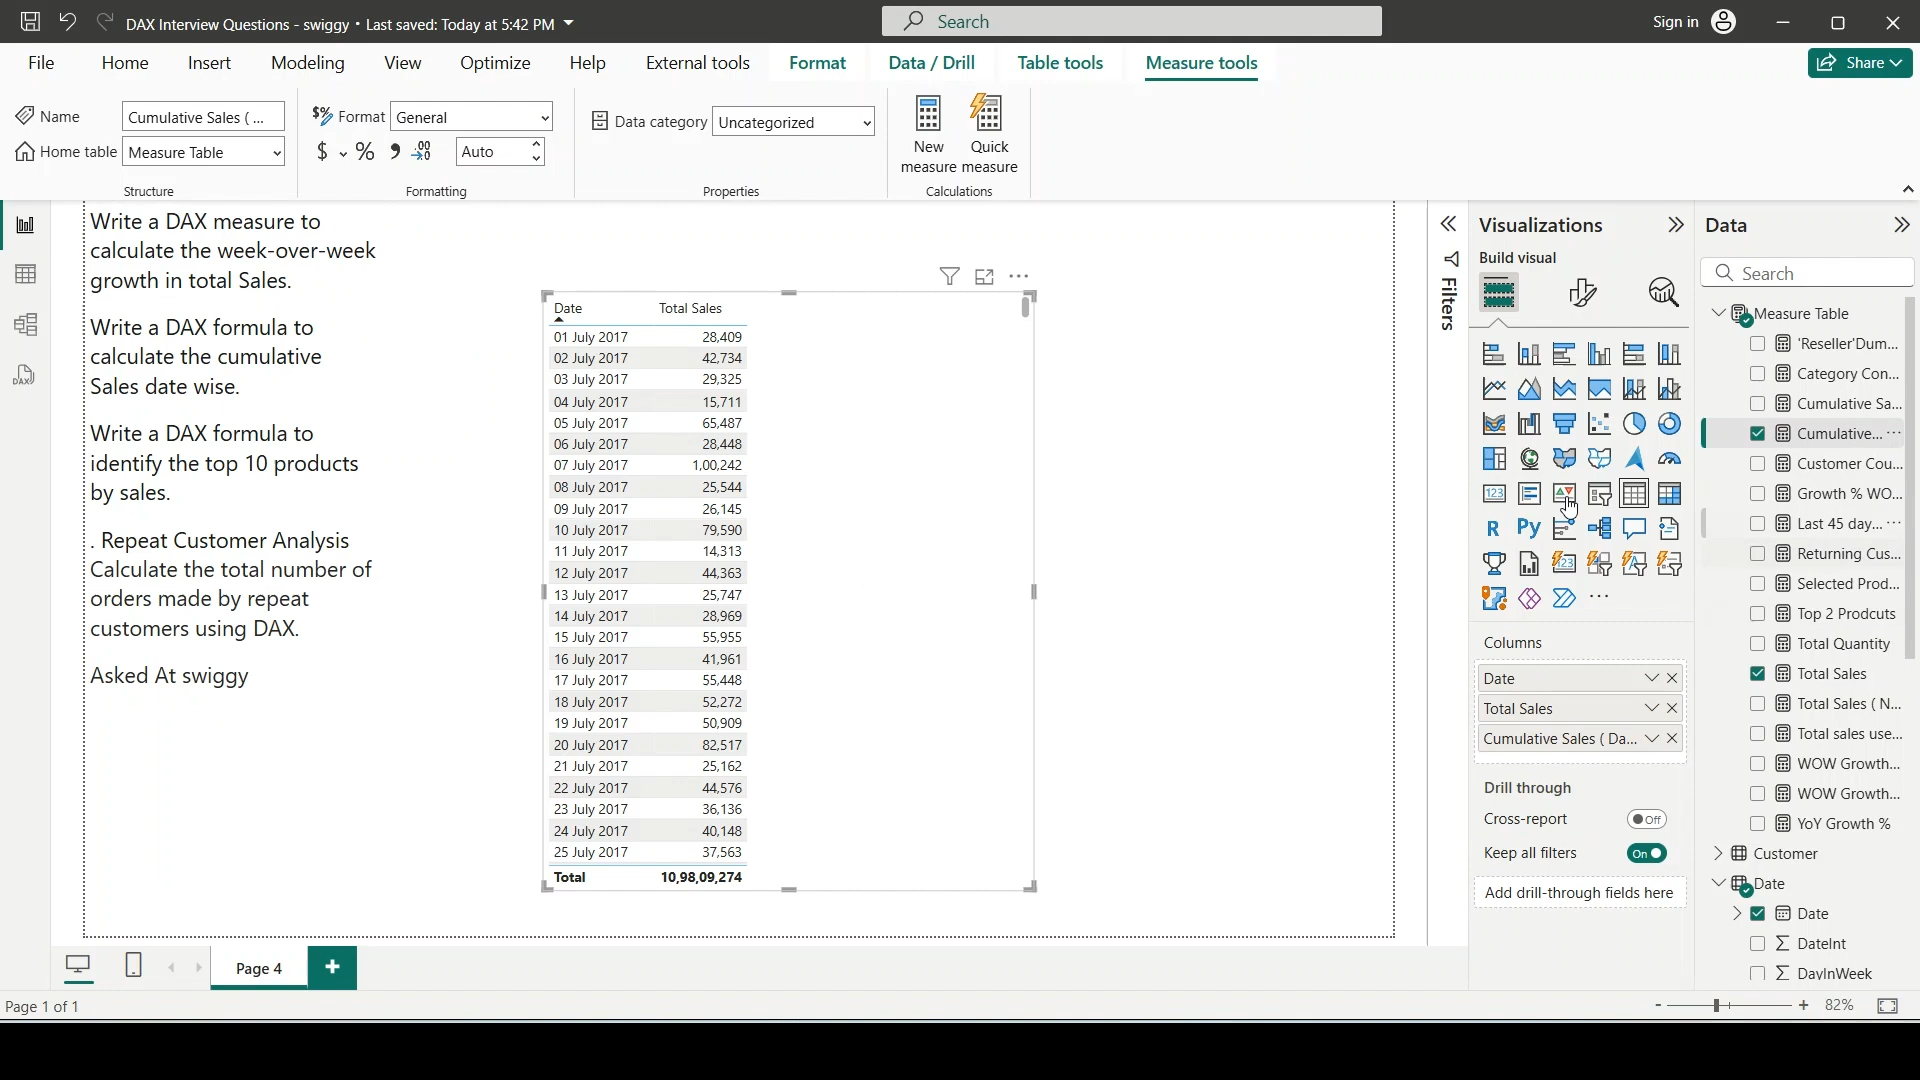 DAX Interview Questions - swiggy • Last saved: Today at 5:42 PM
Search
Sign in
File
Home
Insert
Modeling
View
Optimize
Help
External tools
Format
Data / Drill
Table tools
Measure tools
Share
Name
Cumulative Sales ( ...
Home table
Measure Table
Structure
Format
General
Auto
Formatting
Data category
Uncategorized
Properties
New measure
Quick measure
Calculations
Write a DAX measure to
calculate the week-over-week
growth in total Sales.
Write a DAX formula to
calculate the cumulative
Sales date wise.
Write a DAX formula to
identify the top 10 products
by sales.
. Repeat Customer Analysis
Calculate the total number of
orders made by repeat
customers using DAX.
Asked At swiggy
Date Total Sales
01 July 2017 28,409
02 July 2017 42,734
03 July 2017 29,325
04 July 2017 15,711
05 July 2017 65,487
06 July 2017 28,448
07 July 2017 1,00,242
08 July 2017 25,544
09 July 2017 26,145
10 July 2017 79,590
11 July 2017 14,313
12 July 2017 44,363
13 July 2017 25,747
14 July 2017 28,969
15 July 2017 55,955
16 July 2017 41,961
17 July 2017 55,448
18 July 2017 52,272
19 July 2017 50,909
20 July 2017 82,517
21 July 2017 25,162
22 July 2017 44,576
23 July 2017 36,136
24 July 2017 40,148
25 July 2017 37,563
Total 10,98,09,274
Filters
Visualizations
Build visual
123
R
Py
123
Columns
Date
Total Sales
Cumulative Sales ( Da...
Drill through
Cross-report
Off
Keep all filters
On
Add drill-through fields here
Data
Search
Measure Table
'Reseller'Dum...
Category Con...
Cumulative Sa...
Cumulative... ...
Customer Cou...
Growth % WO...
Last 45 day... ...
Returning Cus...
Selected Prod...
Top 2 Prodcuts
Total Quantity
Total Sales
Total Sales ( N...
Total sales use...
WOW Growth...
WOW Growth...
YoY Growth %
Customer
Date
Date
DateInt
DayInWeek
Page 4
Page 1 of 1
- + 82%